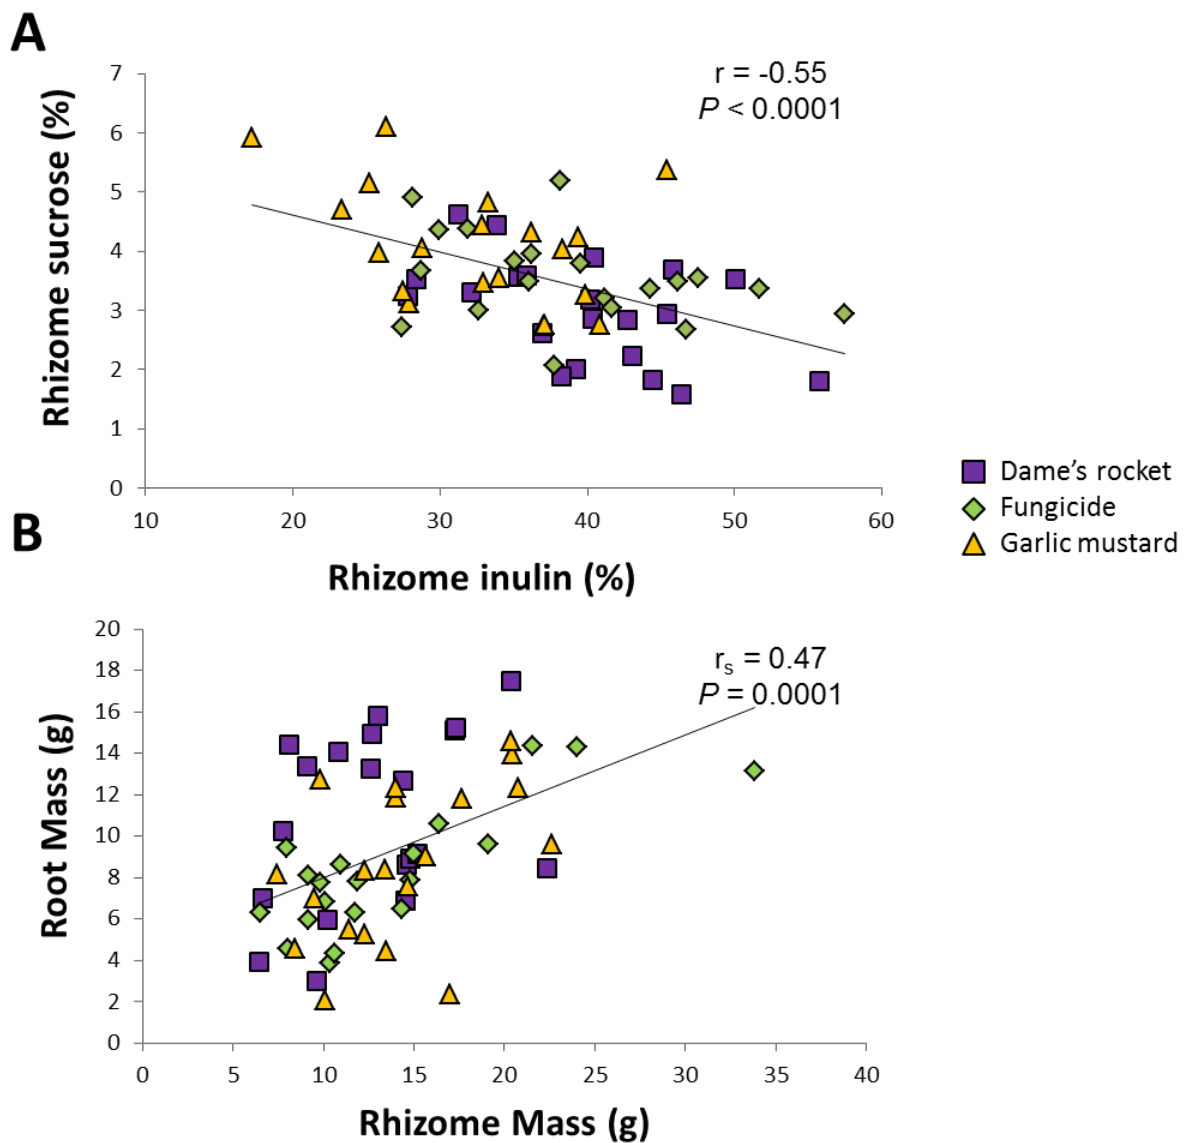 A
r = -0.55
P < 0.0001
Rhizome sucrose (%)
7
6
5
4
3
2
1
0
10 20 30 40 50 60
Rhizome inulin (%)
Dame’s rocket
Fungicide
Garlic mustard
B
rs = 0.47
P = 0.0001
Root Mass (g)
20
18
16
14
12
10
8
6
4
2
0
0 5 10 15 20 25 30 35 40
Rhizome Mass (g)